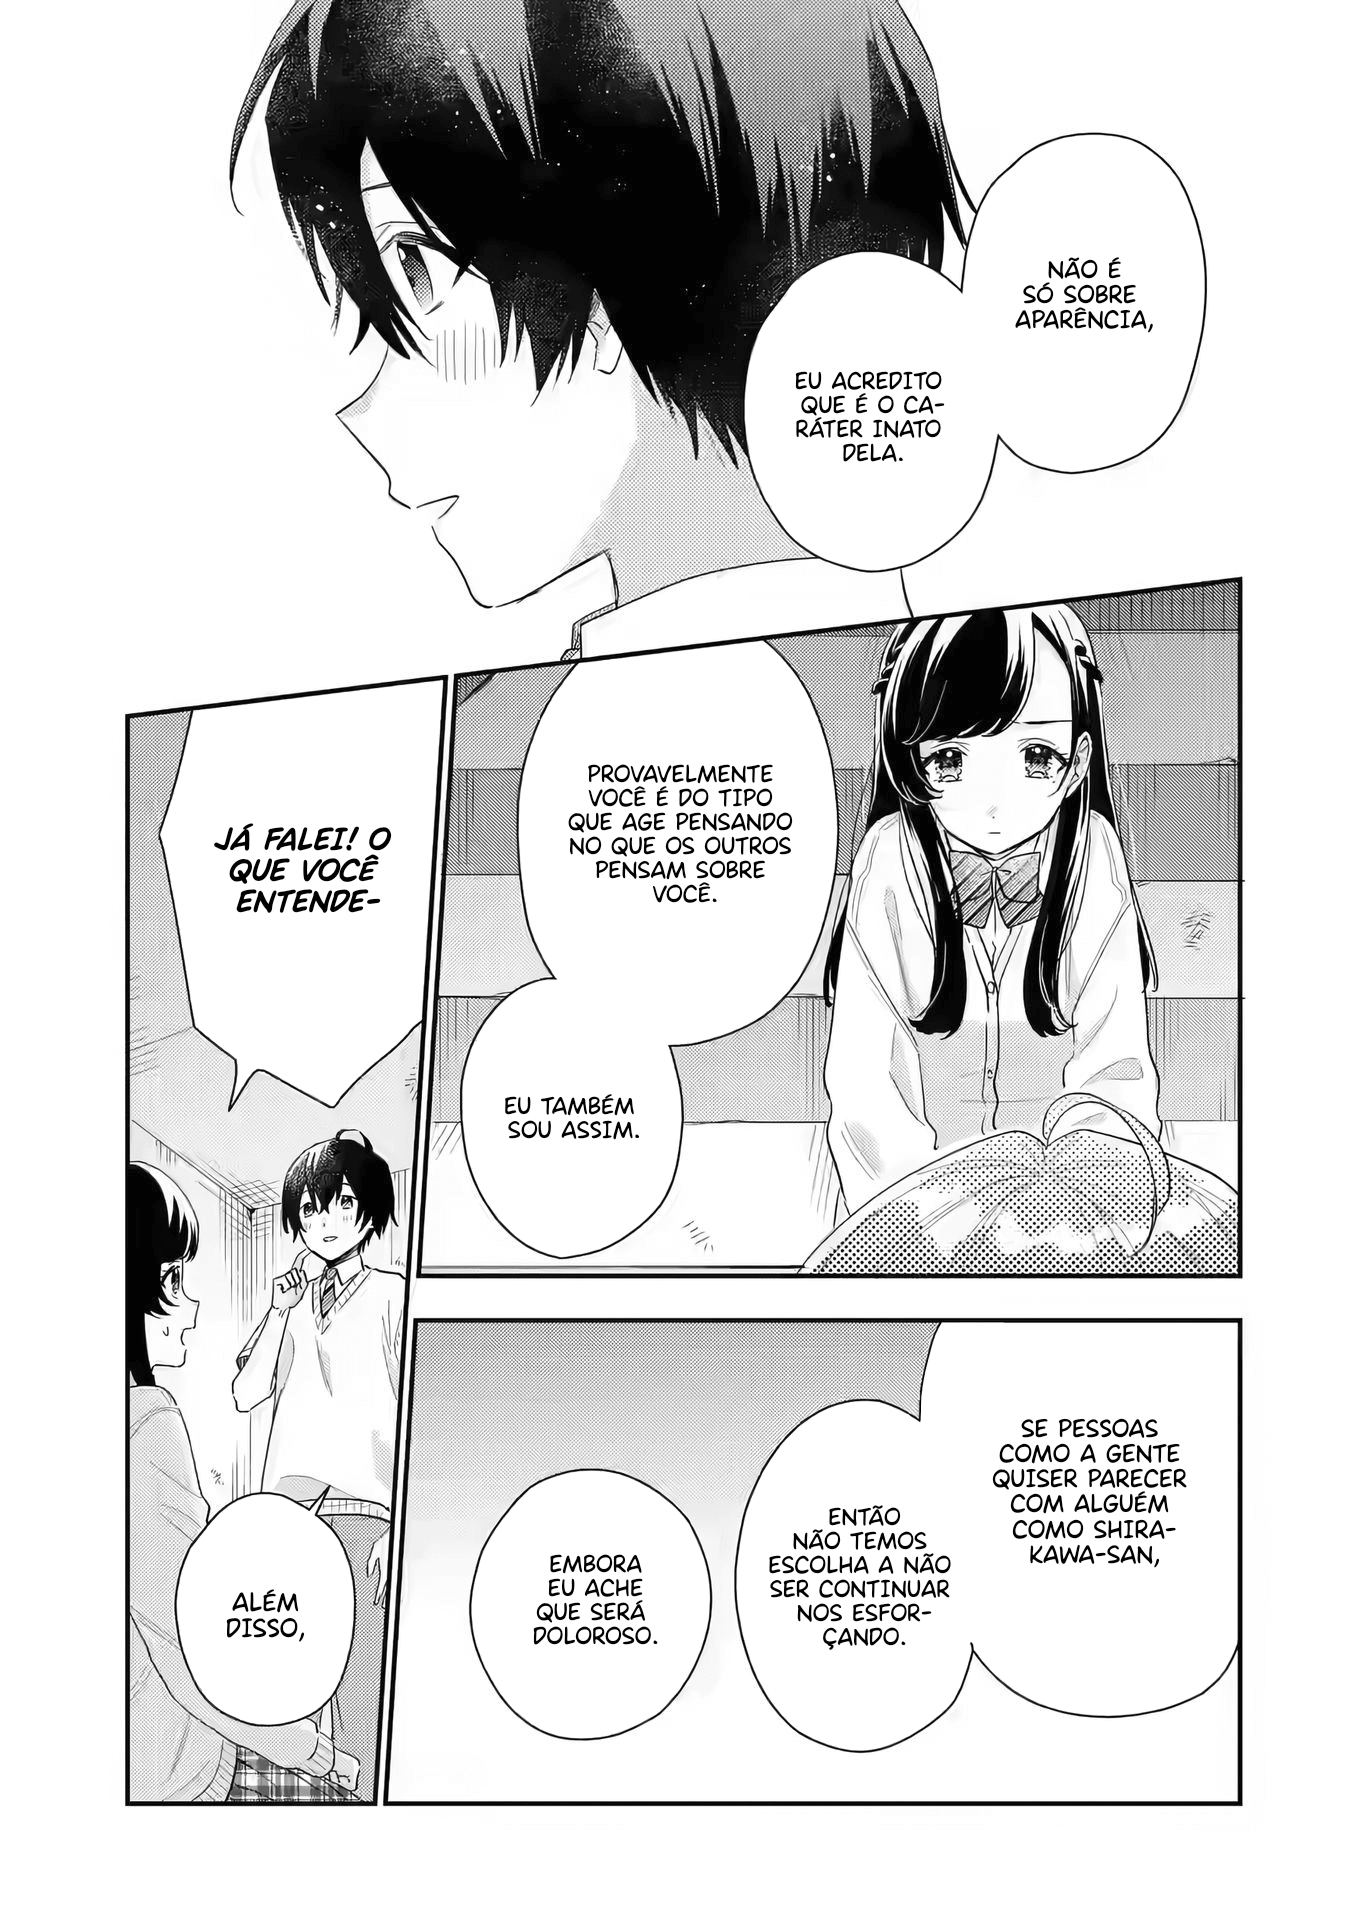 NÃO É
SÓ SOBRE
APARÊNCIA,
EU ACREDITO
QUE É O CA-
RÁTER INATO
DELA.
PROVAVELMENTE
VOCÊ É DO TIPO
QUE AGE PENSANDO
NO QUE OS OUTROS
PENSAM SOBRE
VOCÊ.
EU TAMBÉM
SOU ASSIM.
JÁ FALEI! O
QUE VOCÊ
ENTENDE-
ALÉM
DISSO,
SE PESSOAS
COMO A GENTE
QUISER PARECER
COM ALGUÉM
COMO SHIRA-
KAWA-SAN,
ENTÃO
NÃO TEMOS
ESCOLHA A NÃO
SER CONTINUAR
NOS ESFOR-
ÇANDO.
EMBORA
EU ACHE
QUE SERÁ
DOLOROSO.